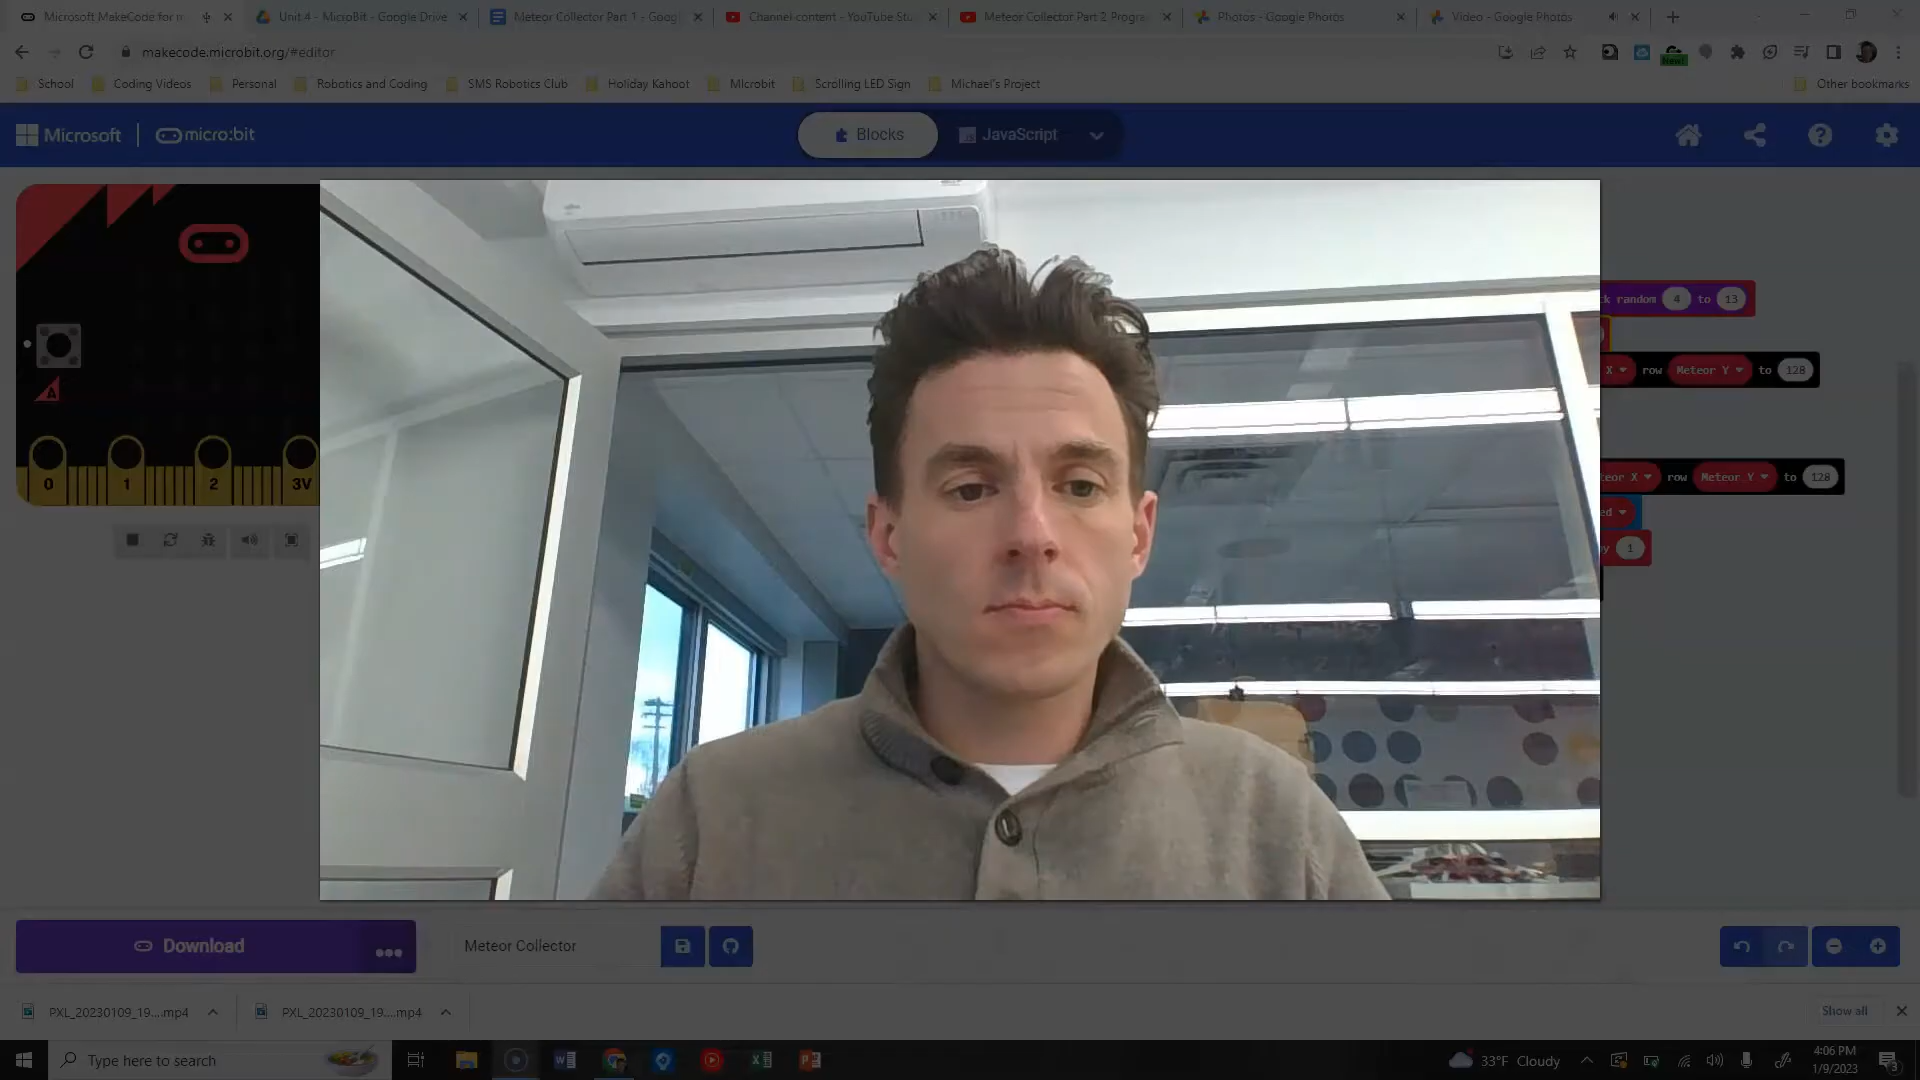 Microsoft MakeCode for m
Unit 4 - MicroBit - Google Drive
Meteor Collector Part 1 - Goog
Channel content - YouTube Stu
Meteor Collector Part 2 Progra
Photos - Google Photos
Video - Google Photos
makecode.microbit.org/#editor
School
Coding Videos
Personal
Robotics and Coding
SMS Robotics Club
Holiday Kahoot
MIcrobit
Scrolling LED Sign
Michael's Project
Other bookmarks
Microsoft
micro:bit
Blocks
JavaScript
k random 4 to 13
X row Meteor Y to 128
A
teor X row Meteor Y to 128
ed
y 1
0 1 2 3V
Download
Meteor Collector
PXL_20230109_19....mp4
PXL_20230109_19....mp4
Show all
Type here to search
33°F Cloudy
4:06 PM
1/9/2023
3